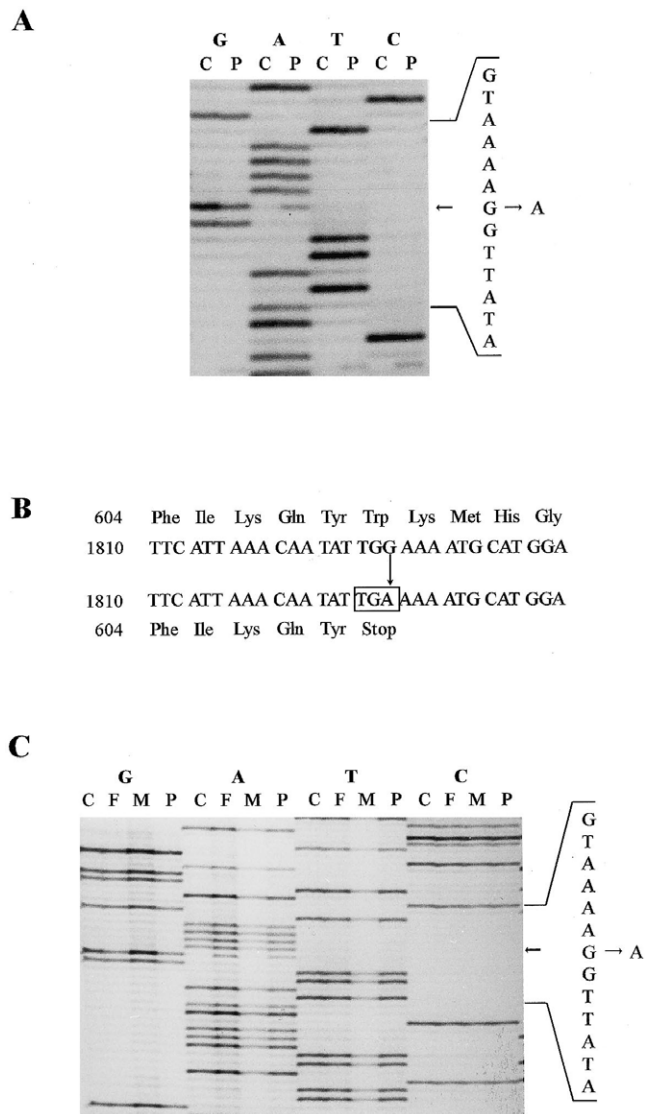 A
G A T C
C P C P C P C P
G
T
A
A
A
A
← G → A
G
T
T
A
T
A
B
604 Phe Ile Lys Gln Tyr Trp Lys Met His Gly
1810 TTC ATT AAA CAA TAT TGG AAA ATG CAT GGA
1810 TTC ATT AAA CAA TAT TGA AAA ATG CAT GGA
604 Phe Ile Lys Gln Tyr Stop
C
G A T C
C F M P C F M P C F M P C F M P
G
T
A
A
A
A
← G → A
G
T
T
A
T
A